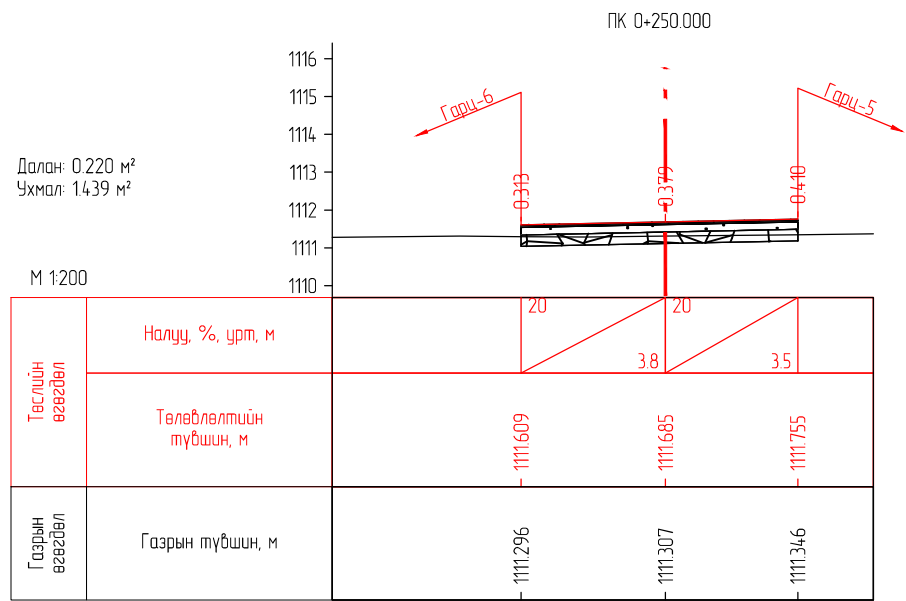 ПК 0+250.000
1116
1115
1114
1113
1112
1111
1110
Гарц-6
Гарц-5
0.313
0.379
0.410
Далан: 0.220 м²
Ухмал: 1.439 м²
М 1:200
Төслийн
өгөгдөл
Налуу, %, урт, м
20
3.8
20
3.5
Төлөвлөлтийн
түвшин, м
1111.609
1111.685
1111.755
Газрын
өгөгдөл
Газрын түвшин, м
1111.296
1111.307
1111.346